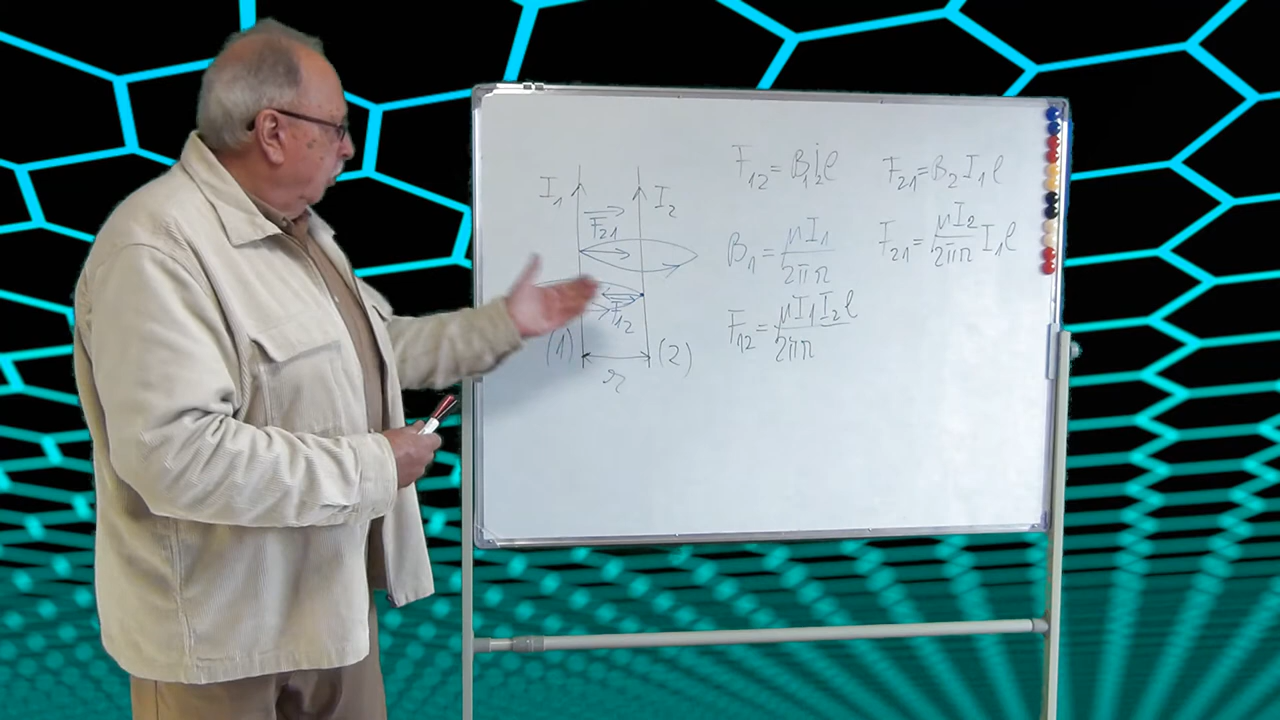 I₁ I₂
F₂₁
F₁₂
(1) (2)
r
F₁₂ = B₁I₂l
B₁ = μI₁/2πr
F₁₂ = μI₁I₂l/2πr
F₂₁ = B₂I₁l
F₂₁ = μI₂/2πr I₁l